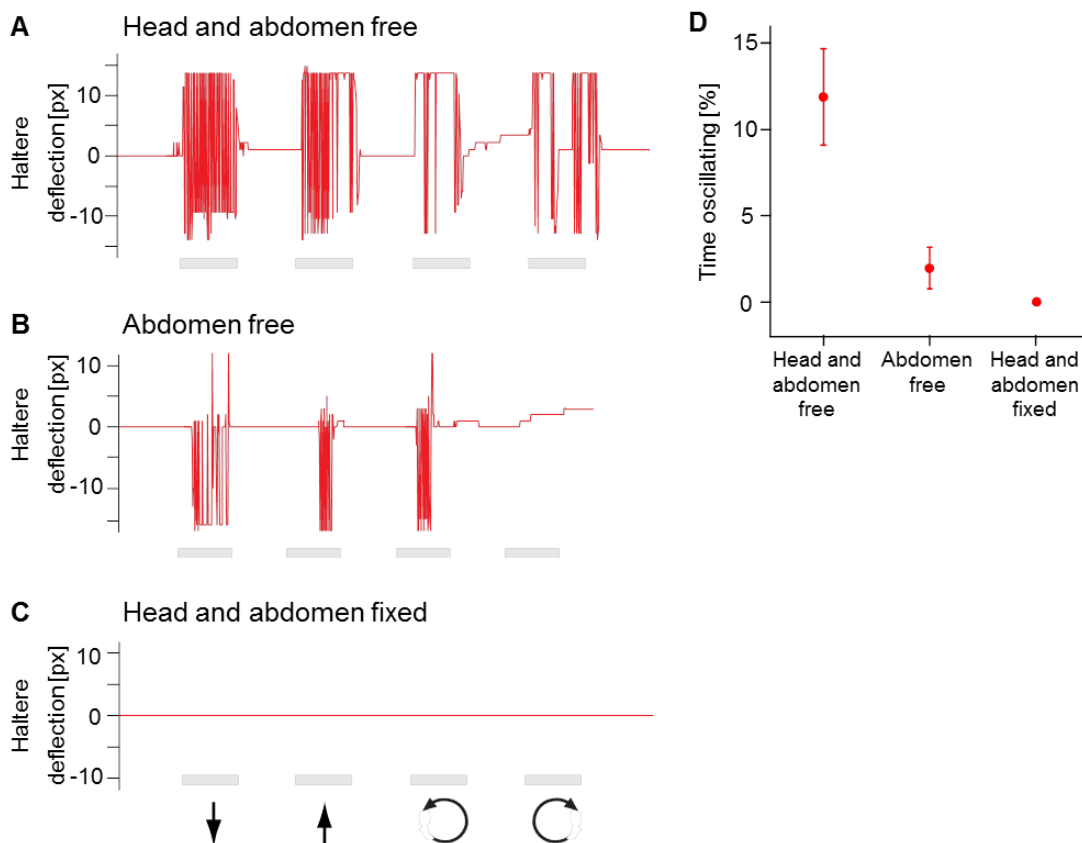 A
Head and abdomen free
Haltere
deflection [px]
10
0
-10
B
Abdomen free
Haltere
deflection [px]
10
0
-10
C
Head and abdomen fixed
Haltere
deflection [px]
10
0
-10
D
Time oscillating [%]
15
10
5
0
Head and
abdomen
free
Abdomen
free
Head and
abdomen
fixed